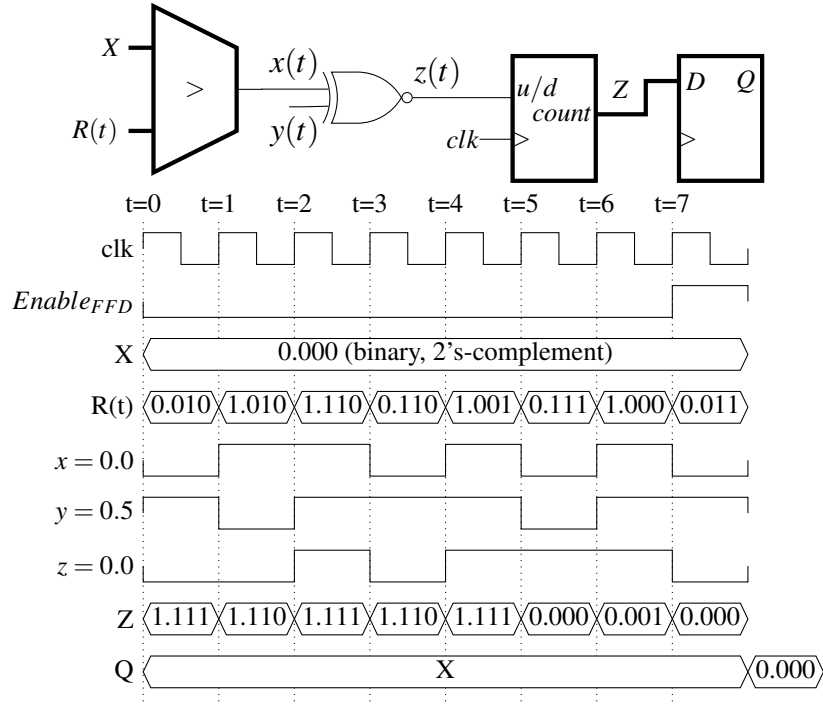 X
R(t)
>
x(t)
y(t)
z(t)
u/d
count
clk
Z
D Q
t=0 t=1 t=2 t=3 t=4 t=5 t=6 t=7
clk
Enable_FFD
X 0.000 (binary, 2's-complement)
R(t) 0.010 1.010 1.110 0.110 1.001 0.111 1.000 0.011
x = 0.0
y = 0.5
z = 0.0
Z 1.111 1.110 1.111 1.110 1.111 0.000 0.001 0.000
Q X 0.000